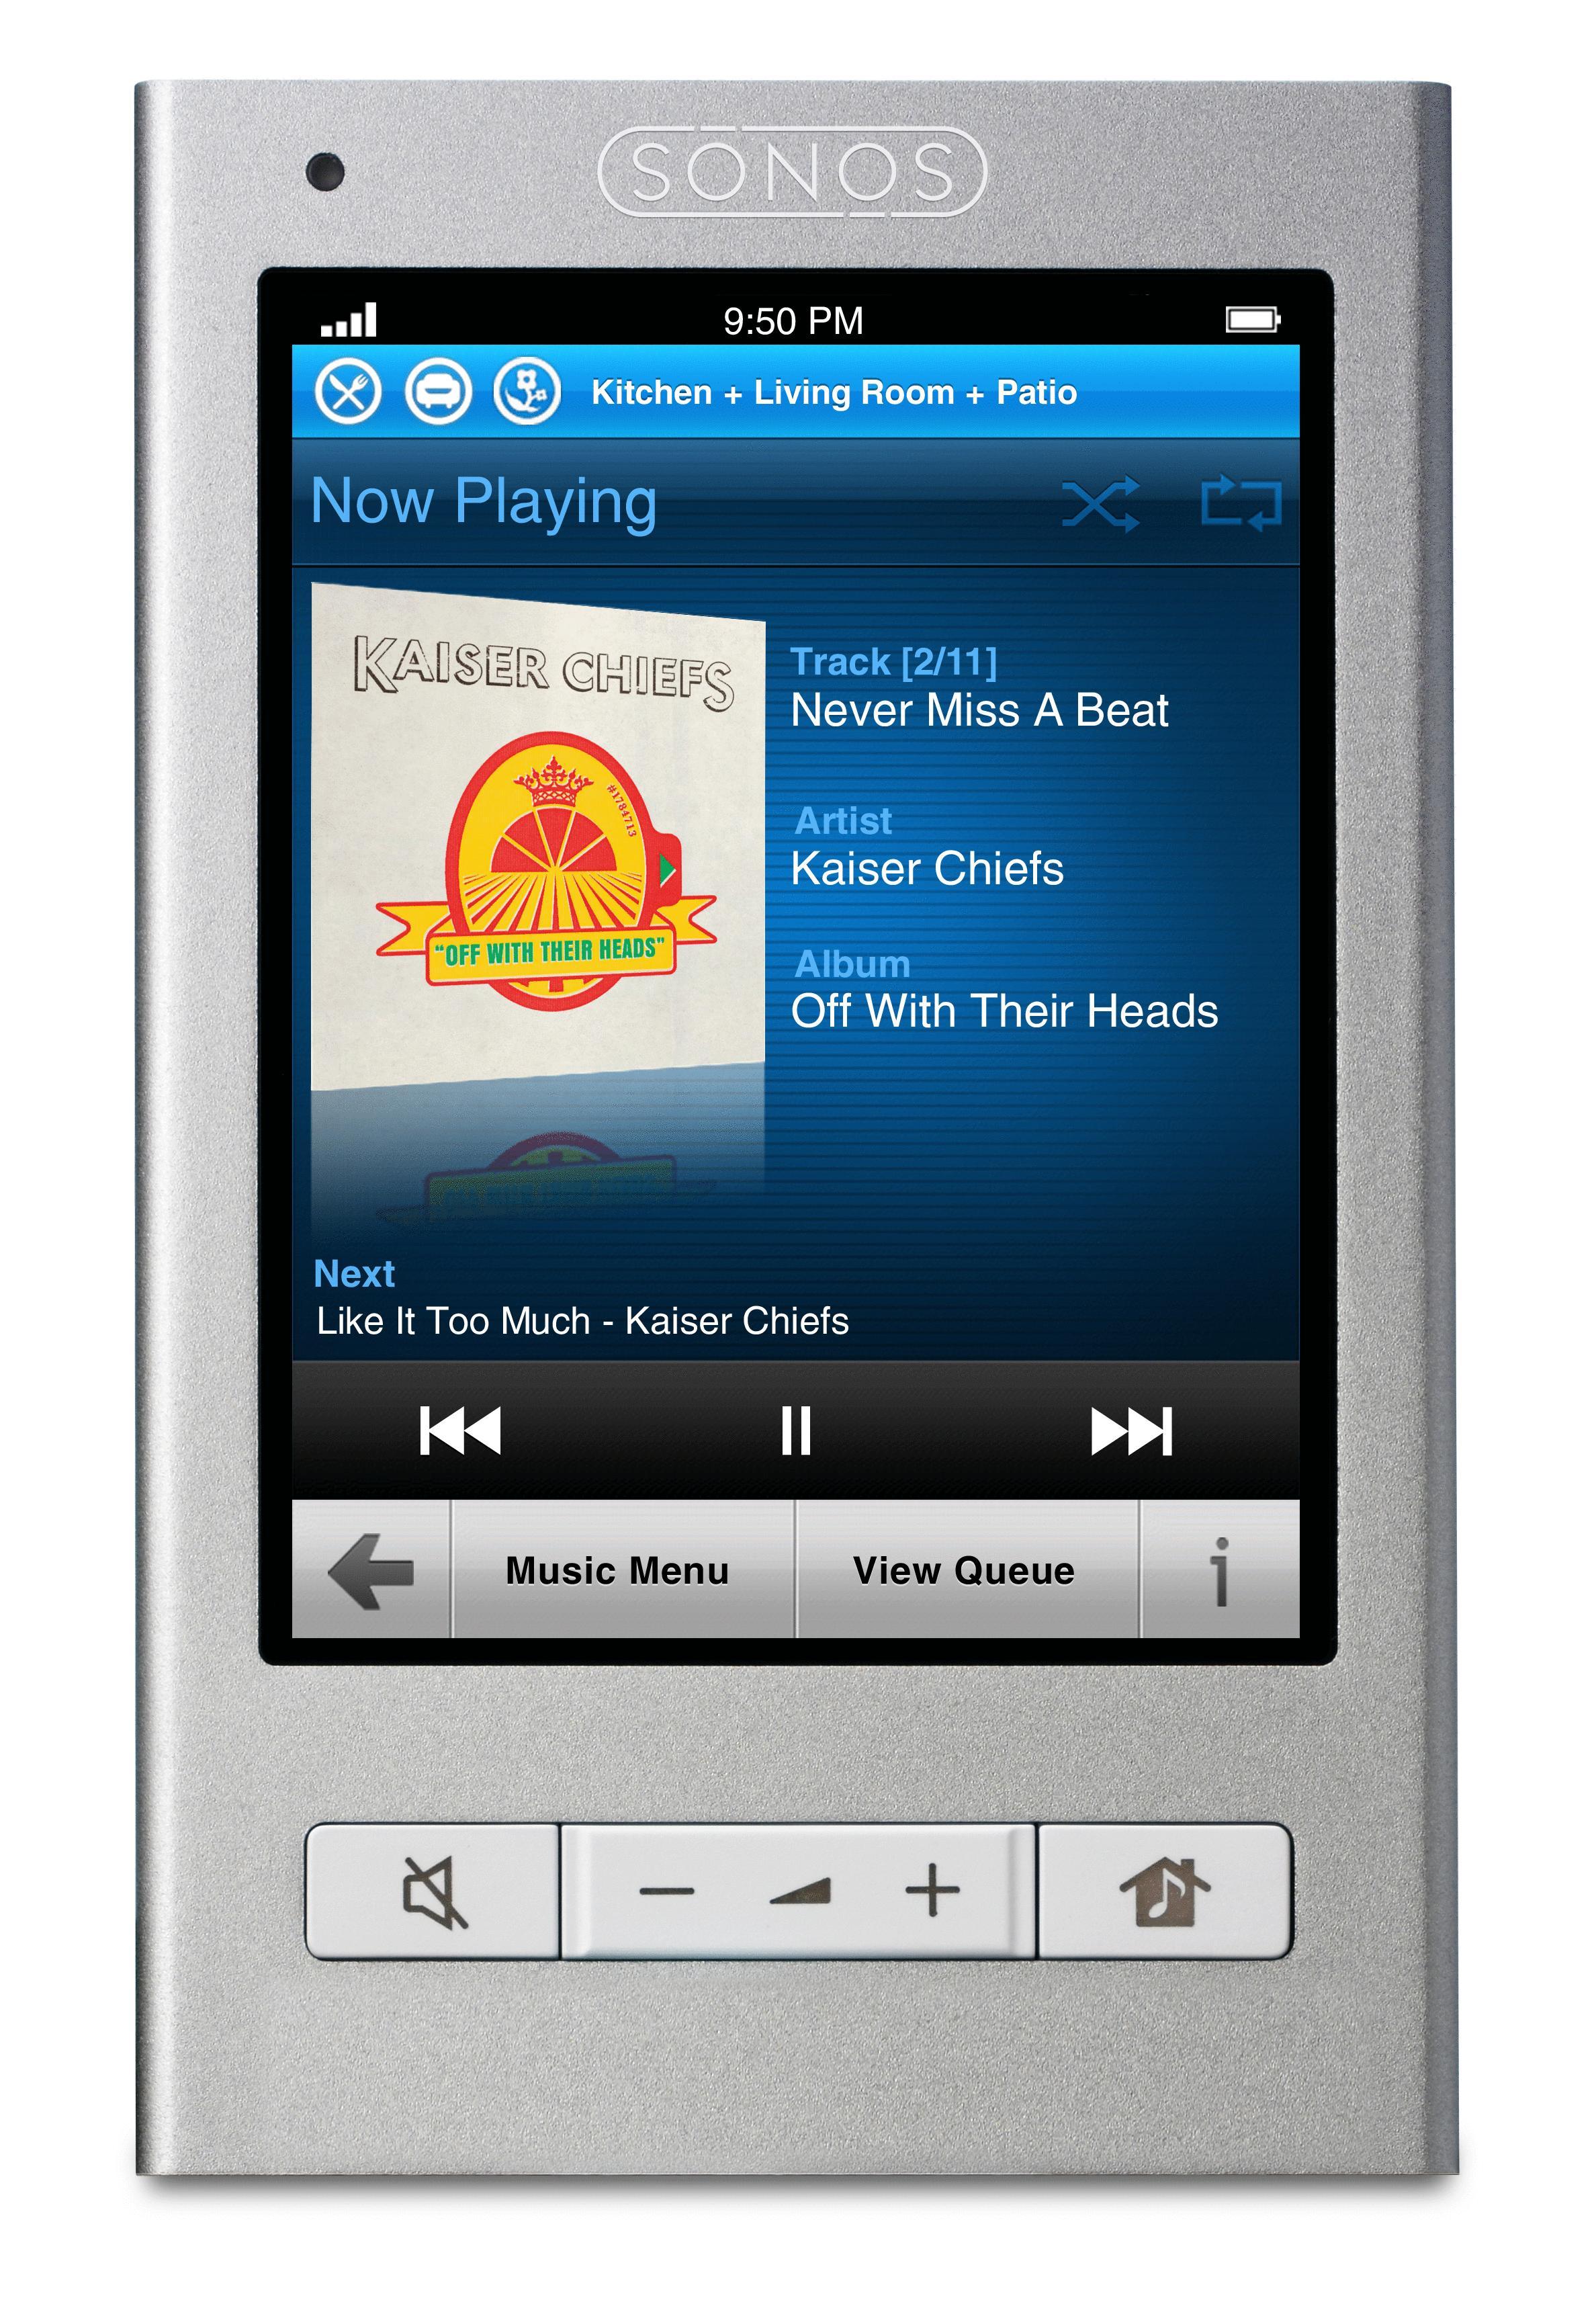 SONOS
9:50 PM
Kitchen + Living Room + Patio
Now Playing
KAISER CHIEFS
#1784713
"OFF WITH THEIR HEADS"
Track [2/11]
Never Miss A Beat
Artist
Kaiser Chiefs
Album
Off With Their Heads
Next
Like It Too Much - Kaiser Chiefs
Music Menu
View Queue
i